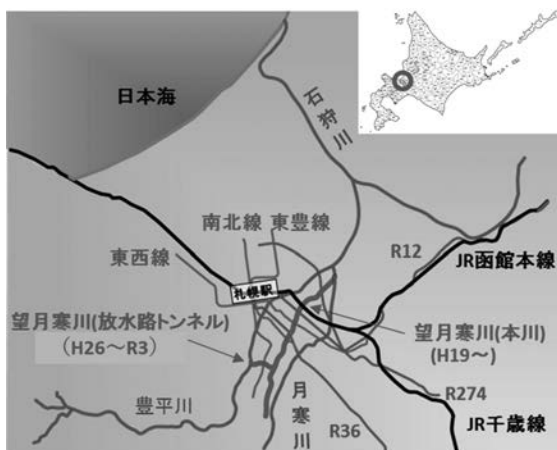 日本海
石狩川
南北線
東豊線
東西線
R12
JR函館本線
札幌駅
望月寒川(放水路トンネル)
(H26～R3)
望月寒川(本川)
(H19～)
豊平川
月寒川
R274
R36
JR千歳線